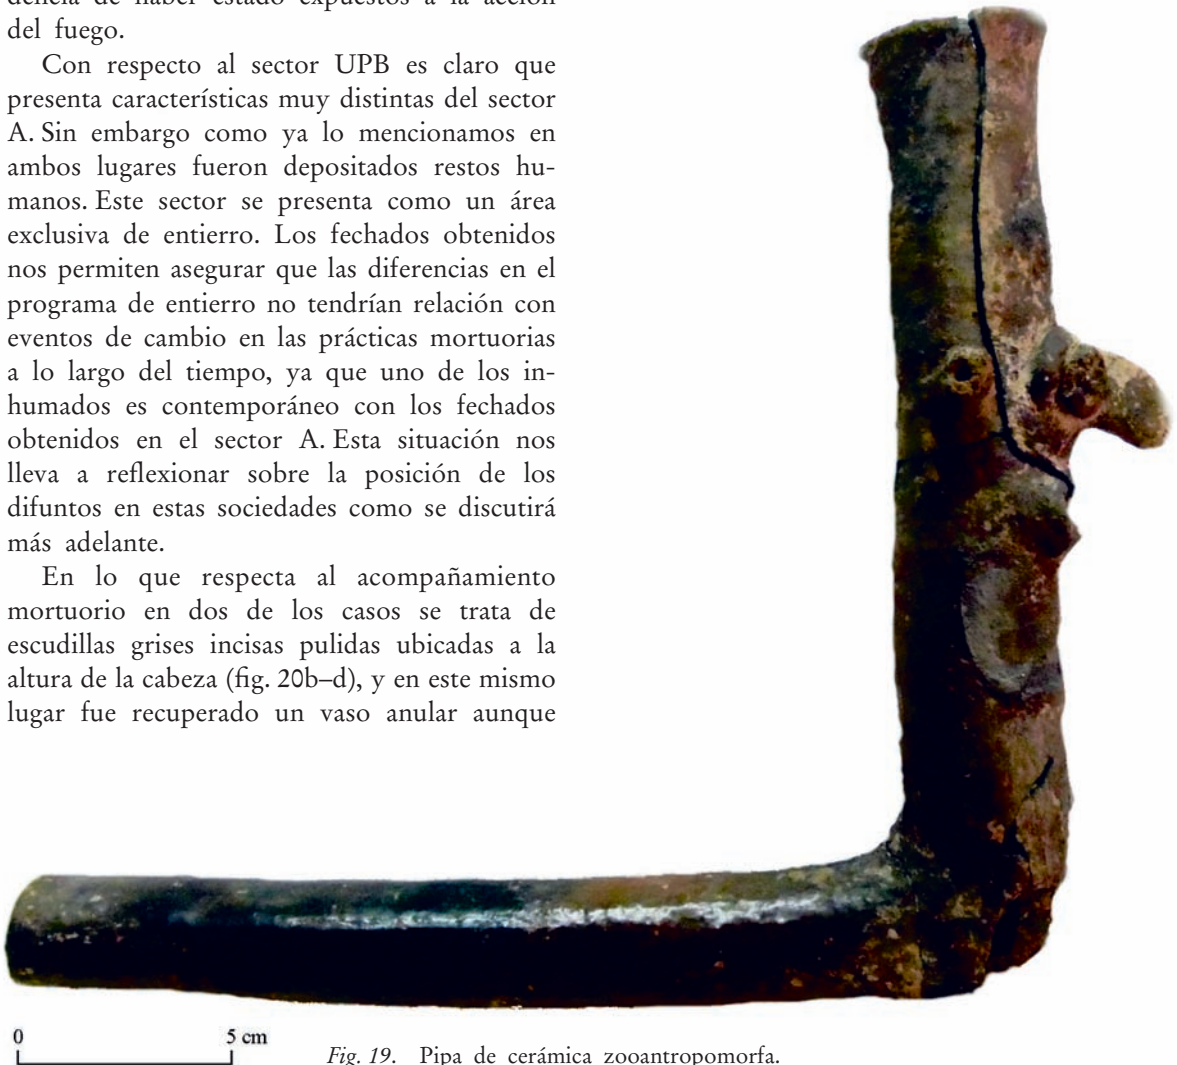 dencia de haber estado expuestos a la acción
del fuego.
Con respecto al sector UPB es claro que
presenta características muy distintas del sector
A. Sin embargo como ya lo mencionamos en
ambos lugares fueron depositados restos hu-
manos. Este sector se presenta como un área
exclusiva de entierro. Los fechados obtenidos
nos permiten asegurar que las diferencias en el
programa de entierro no tendrían relación con
eventos de cambio en las prácticas mortuorias
a lo largo del tiempo, ya que uno de los in-
humados es contemporáneo con los fechados
obtenidos en el sector A. Esta situación nos
lleva a reflexionar sobre la posición de los
difuntos en estas sociedades como se discutirá
más adelante.
En lo que respecta al acompañamiento
mortuorio en dos de los casos se trata de
escudillas grises incisas pulidas ubicadas a la
altura de la cabeza (fig. 20b–d), y en este mismo
lugar fue recuperado un vaso anular aunque
0 5 cm
Fig. 19. Pipa de cerámica zooantropomorfa.